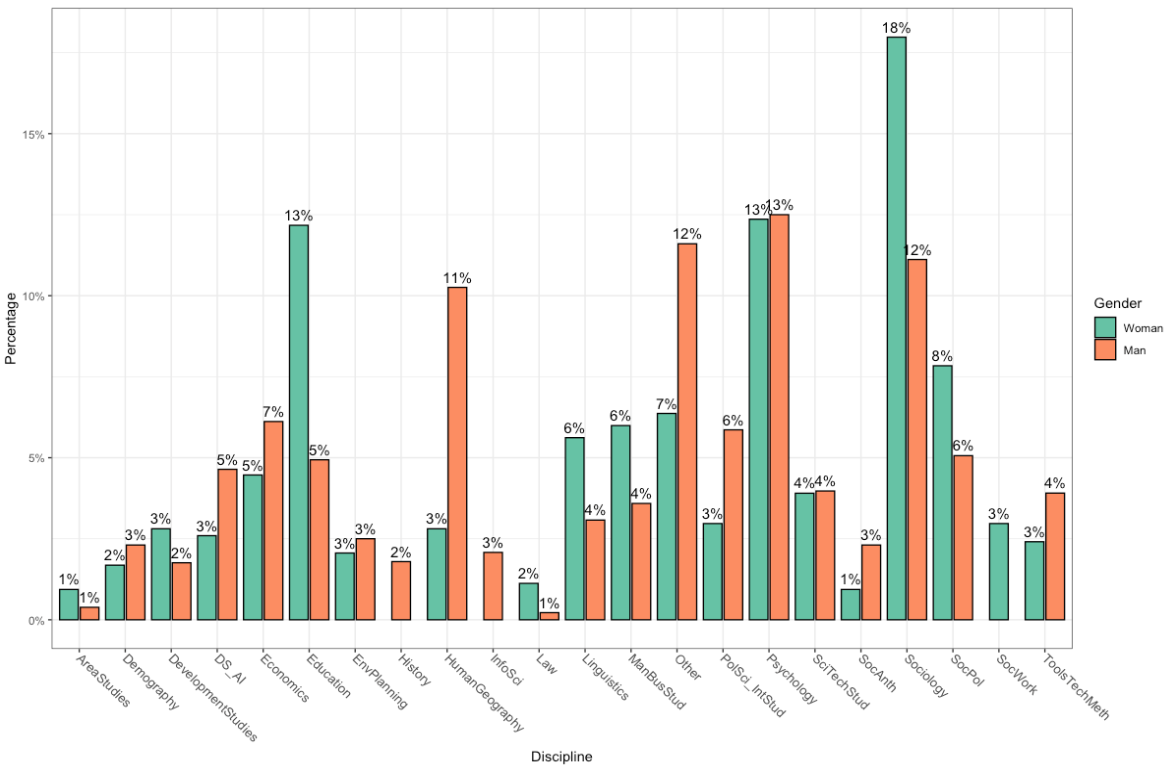 18%
15%
13%
13%
13%
12%
12%
11%
10%
8%
7%
7%
6%
6%
6%
6%
5%
5%
5%
5%
4%
4%
4%
4%
3%
3%
3%
3%
3%
3%
3%
3%
3%
3%
3%
2%
2%
2%
2%
1%
1%
1%
1%
0%
Percentage
Gender
Woman
Man
AreaStudies
Demography
DevelopmentStudies
DS_AI
Economics
Education
EnvPlanning
History
HumanGeography
InfoSci
Law
Linguistics
ManBusStud
Other
PolSci_IntStud
Psychology
SciTechStud
SocAnth
Sociology
SocPol
SocWork
ToolsTechMeth
Discipline